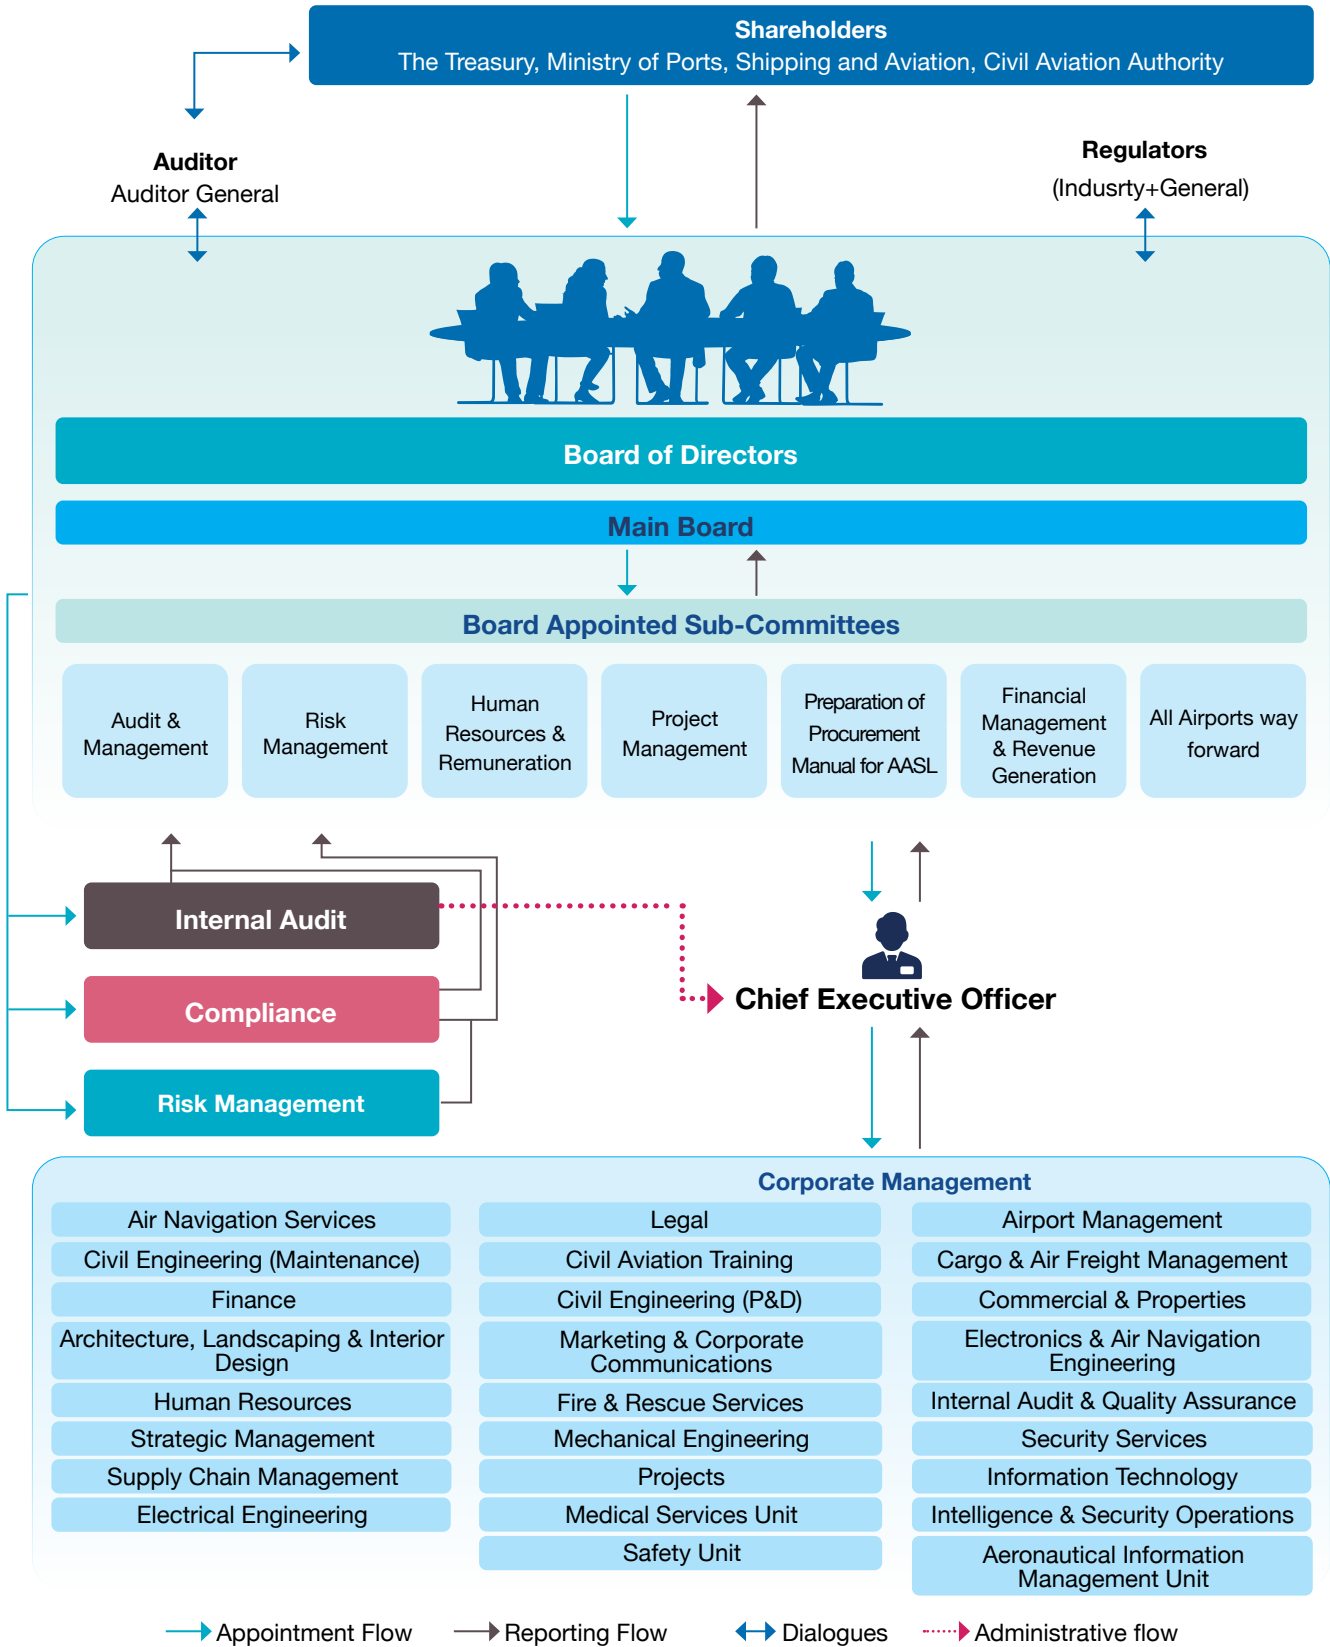 Shareholders
The Treasury, Ministry of Ports, Shipping and Aviation, Civil Aviation Authority
Auditor
Auditor General
Regulators
(Indusrty+General)
Board of Directors
Main Board
Board Appointed Sub-Committees
Audit &
Management
Risk
Management
Human
Resources &
Remuneration
Project
Management
Preparation of
Procurement
Manual for AASL
Financial
Management
& Revenue
Generation
All Airports way
forward
Internal Audit
Compliance
Risk Management
Chief Executive Officer
Corporate Management
Air Navigation Services
Civil Engineering (Maintenance)
Finance
Architecture, Landscaping & Interior
Design
Human Resources
Strategic Management
Supply Chain Management
Electrical Engineering
Legal
Civil Aviation Training
Civil Engineering (P&D)
Marketing & Corporate
Communications
Fire & Rescue Services
Mechanical Engineering
Projects
Medical Services Unit
Safety Unit
Airport Management
Cargo & Air Freight Management
Commercial & Properties
Electronics & Air Navigation
Engineering
Internal Audit & Quality Assurance
Security Services
Information Technology
Intelligence & Security Operations
Aeronautical Information
Management Unit
Appointment Flow
Reporting Flow
Dialogues
Administrative flow